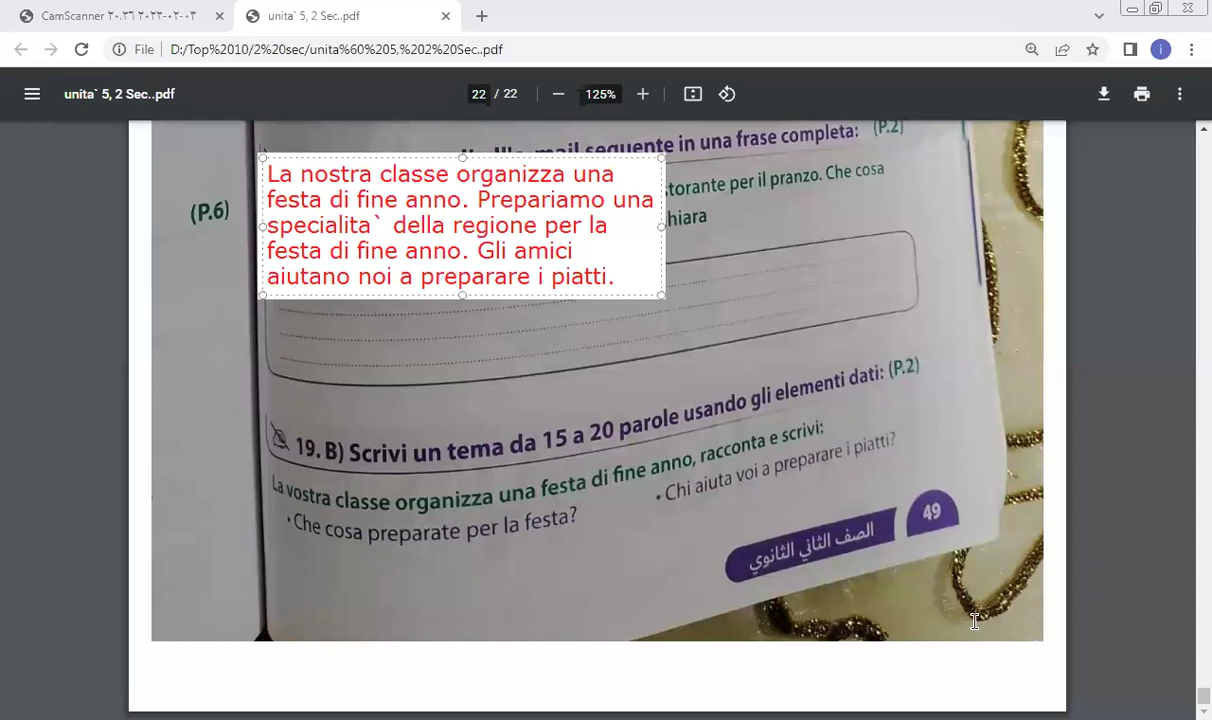 CamScanner ٠٣-٠٢-٢٠٢٢ ٢٠.٣٦.pdf
unita` 5, 2 Sec..pdf
File
D:/Top%2010/2%20sec/unita%60%205,%202%20Sec..pdf
i
unita` 5, 2 Sec..pdf
22 / 22
125%
mail seguente in una frase completa: (P.2)
La nostra classe organizza una
festa di fine anno. Prepariamo una
specialita` della regione per la
festa di fine anno. Gli amici
aiutano noi a preparare i piatti.
storante per il pranzo. Che cosa
(P.6)
hiara
19. B) Scrivi un tema da 15 a 20 parole usando gli elementi dati: (P.2)
La vostra classe organizza una festa di fine anno, racconta e scrivi:
• Che cosa preparate per la festa?
• Chi aiuta voi a preparare i piatti?
49
الصف الثاني الثانوي